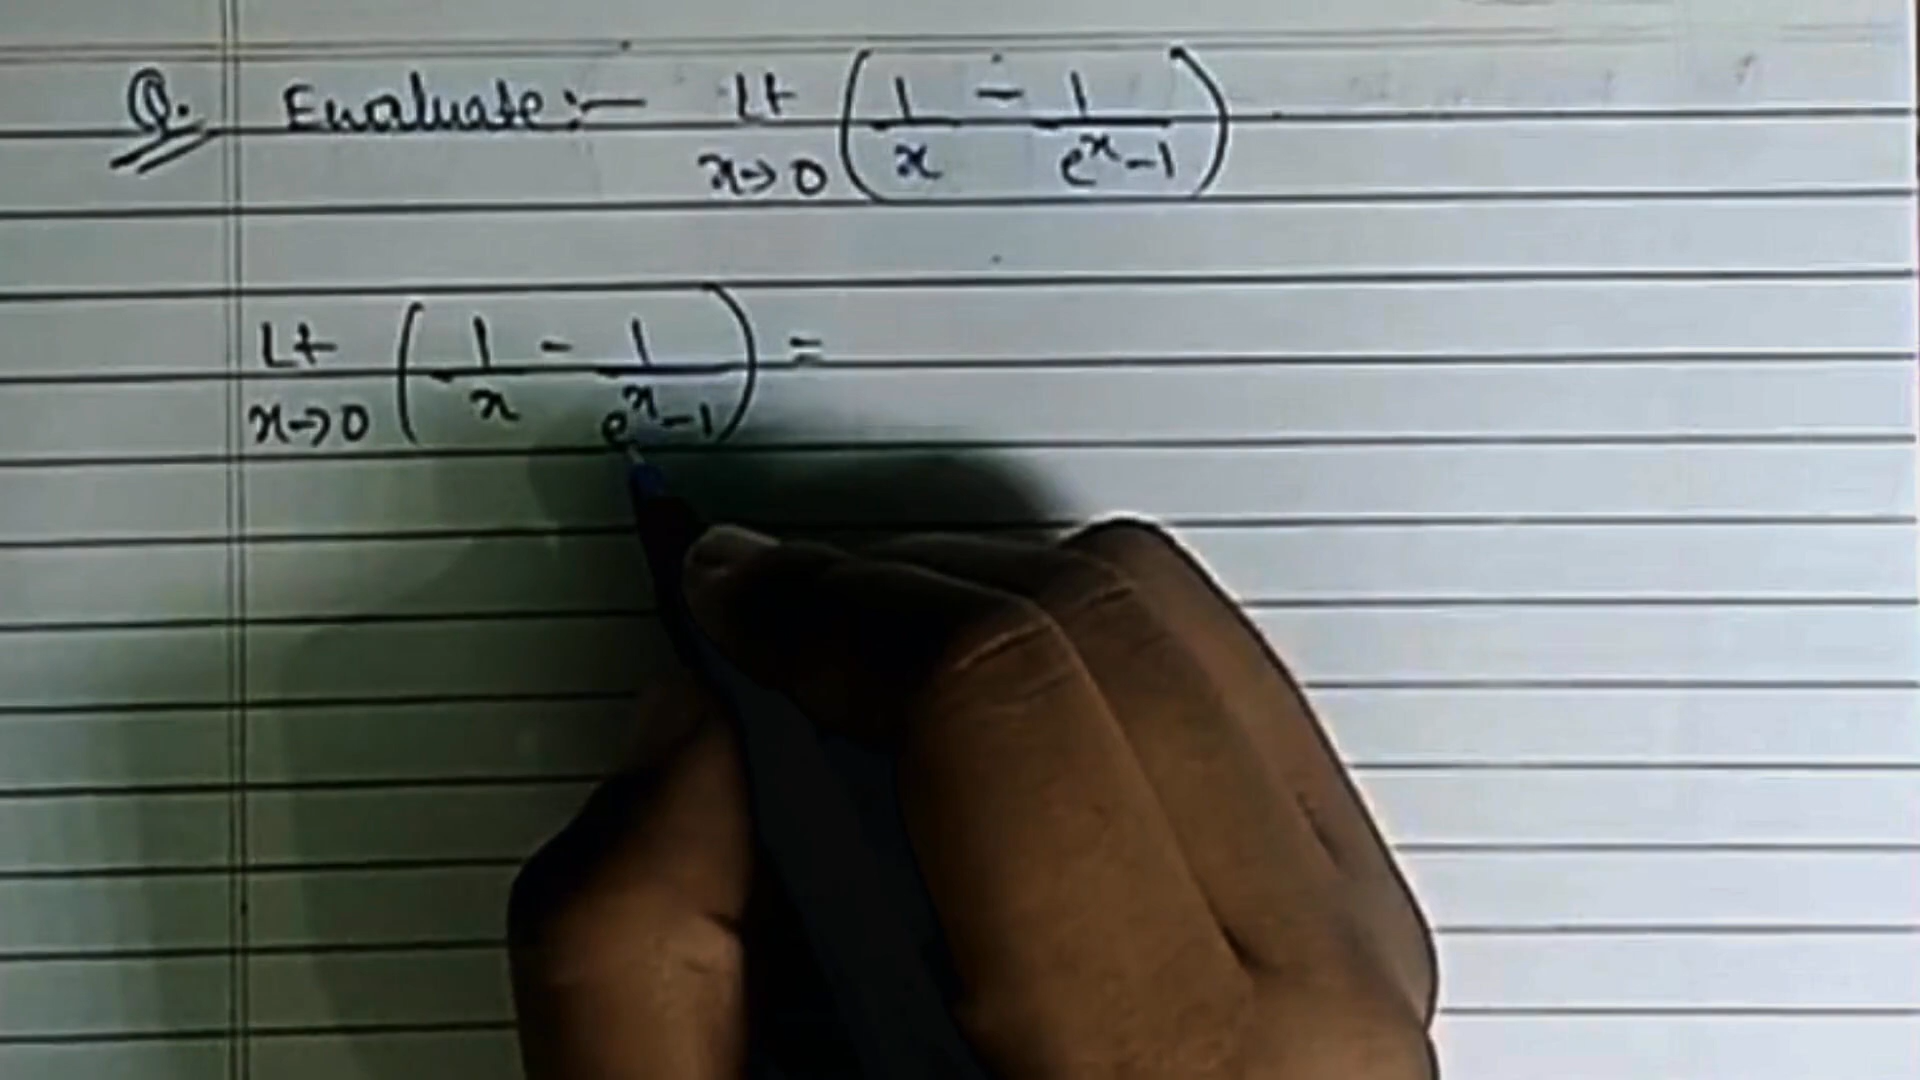 Q. Evaluate:- Lt x→0 (1/x - 1/(e^x-1))
Lt x→0 (1/x - 1/(e^x-1)) =